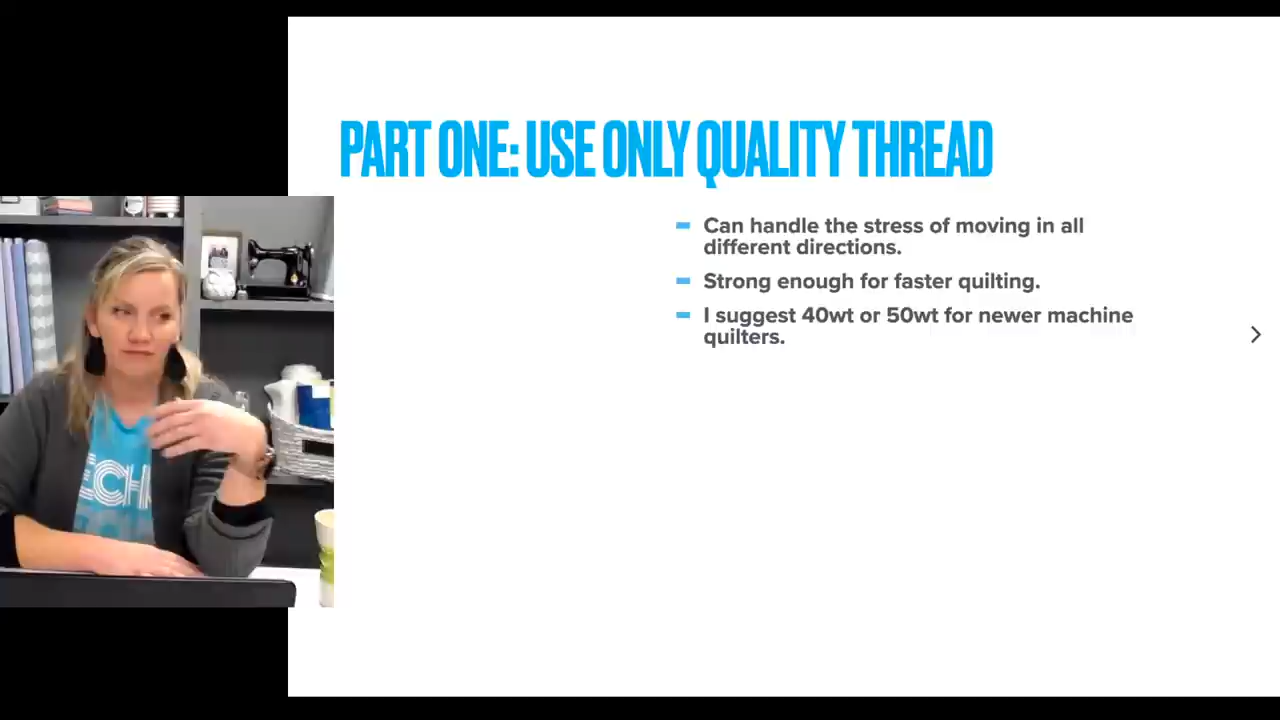 PART ONE: USE ONLY QUALITY THREAD
Can handle the stress of moving in all
different directions.
Strong enough for faster quilting.
I suggest 40wt or 50wt for newer machine
quilters.
ECH